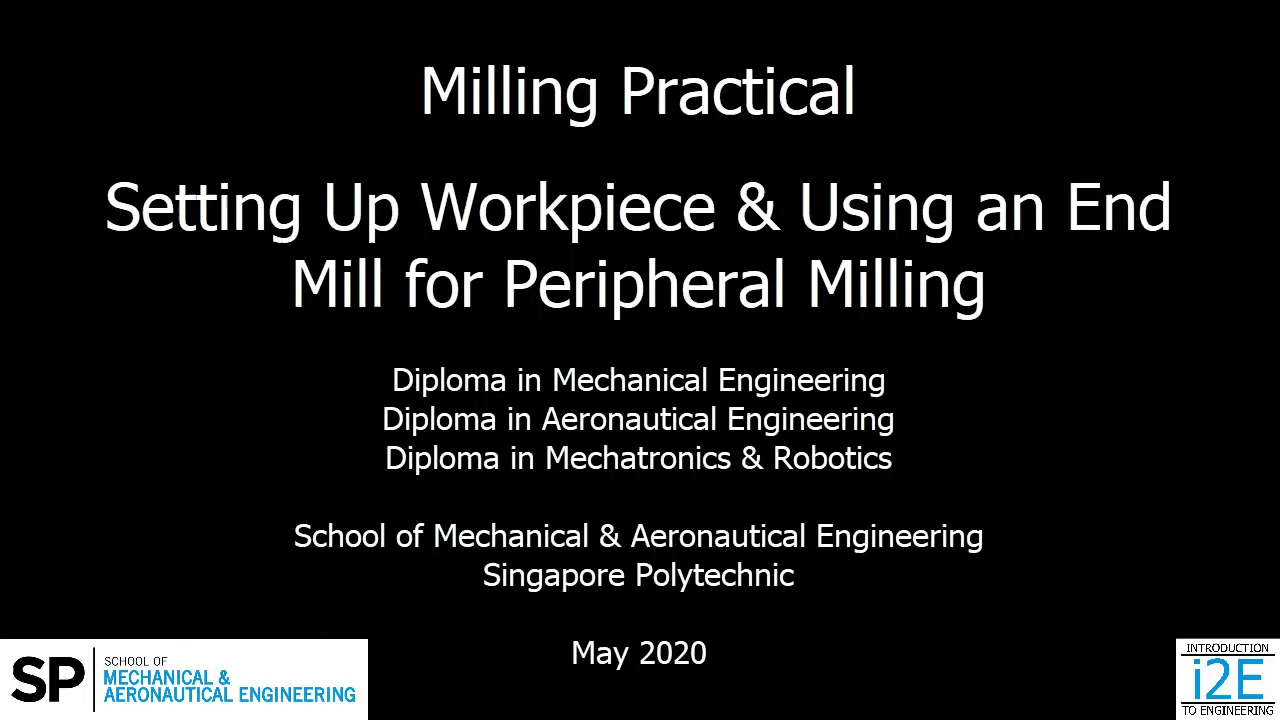 Milling Practical
Setting Up Workpiece & Using an End
Mill for Peripheral Milling
Diploma in Mechanical Engineering
Diploma in Aeronautical Engineering
Diploma in Mechatronics & Robotics
School of Mechanical & Aeronautical Engineering
Singapore Polytechnic
May 2020
SP
SCHOOL OF
MECHANICAL &
AERONAUTICAL ENGINEERING
INTRODUCTION
i2E
TO ENGINEERING